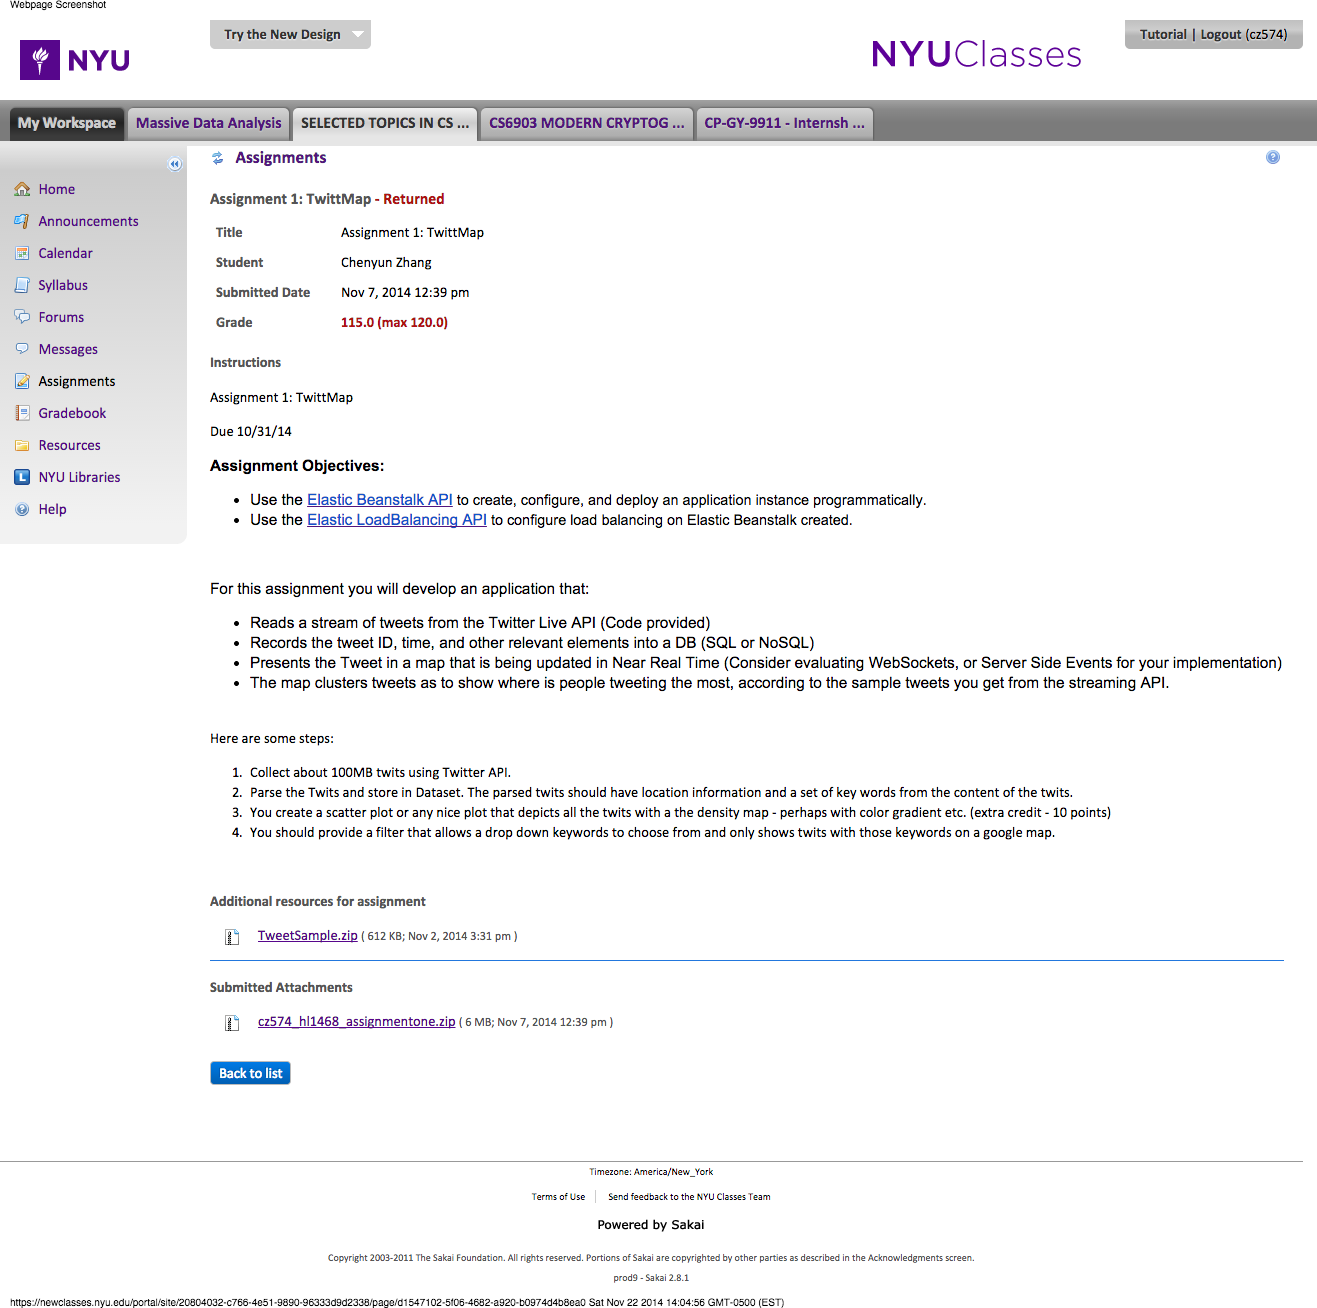 Webpage Screenshot
Try the New Design
Tutorial | Logout (cz574)
NYU
NYUClasses
My Workspace
Massive Data Analysis
SELECTED TOPICS IN CS ...
CS6903 MODERN CRYPTOG ...
CP-GY-9911 - Internsh ...
Home
Announcements
Calendar
Syllabus
Forums
Messages
Assignments
Gradebook
Resources
L NYU Libraries
Help
Assignments
Assignment 1: TwittMap - Returned
Title Assignment 1: TwittMap
Student Chenyun Zhang
Submitted Date Nov 7, 2014 12:39 pm
Grade 115.0 (max 120.0)
Instructions
Assignment 1: TwittMap
Due 10/31/14
Assignment Objectives:
• Use the Elastic Beanstalk API to create, configure, and deploy an application instance programmatically.
• Use the Elastic LoadBalancing API to configure load balancing on Elastic Beanstalk created.
For this assignment you will develop an application that:
• Reads a stream of tweets from the Twitter Live API (Code provided)
• Records the tweet ID, time, and other relevant elements into a DB (SQL or NoSQL)
• Presents the Tweet in a map that is being updated in Near Real Time (Consider evaluating WebSockets, or Server Side Events for your implementation)
• The map clusters tweets as to show where is people tweeting the most, according to the sample tweets you get from the streaming API.
Here are some steps:
1. Collect about 100MB twits using Twitter API.
2. Parse the Twits and store in Dataset. The parsed twits should have location information and a set of key words from the content of the twits.
3. You create a scatter plot or any nice plot that depicts all the twits with a the density map - perhaps with color gradient etc. (extra credit - 10 points)
4. You should provide a filter that allows a drop down keywords to choose from and only shows twits with those keywords on a google map.
Additional resources for assignment
TweetSample.zip ( 612 KB; Nov 2, 2014 3:31 pm )
Submitted Attachments
cz574_hl1468_assignmentone.zip ( 6 MB; Nov 7, 2014 12:39 pm )
Back to list
Timezone: America/New_York
Terms of Use | Send feedback to the NYU Classes Team
Powered by Sakai
Copyright 2003-2011 The Sakai Foundation. All rights reserved. Portions of Sakai are copyrighted by other parties as described in the Acknowledgments screen.
prod9 - Sakai 2.8.1
https://newclasses.nyu.edu/portal/site/20804032-c766-4e51-9890-96333d9d2338/page/d1547102-5f06-4682-a920-b0974d4b8ea0 Sat Nov 22 2014 14:04:56 GMT-0500 (EST)